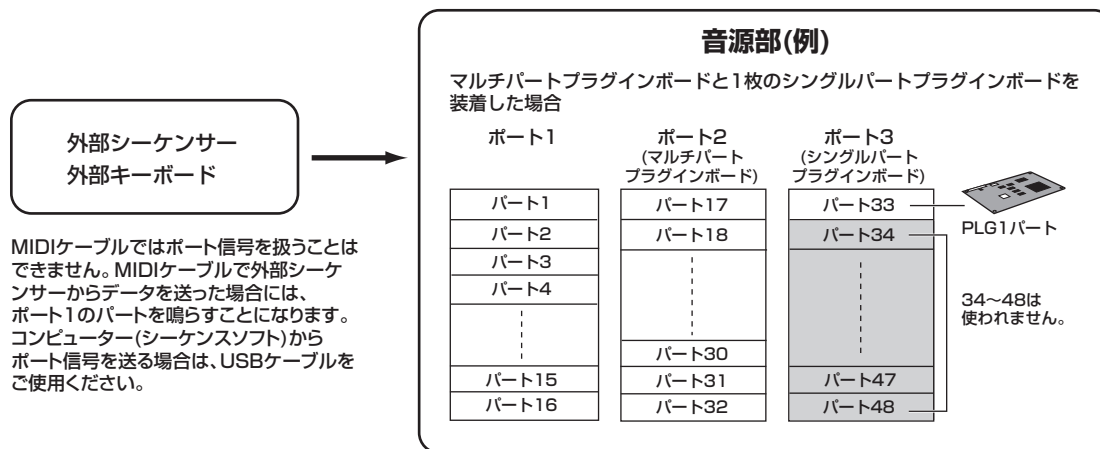 音源部(例)
マルチパートプラグインボードと1枚のシングルパートプラグインボードを
装着した場合
外部シーケンサー
外部キーボード
MIDIケーブルではポート信号を扱うことは
できません。MIDIケーブルで外部シーケ
ンサーからデータを送った場合には、
ポート1のパートを鳴らすことになります。
コンピューター(シーケンスソフト)から
ポート信号を送る場合は、USBケーブルを
ご使用ください。
ポート1
パート1
パート2
パート3
パート4
パート15
パート16
ポート2
(マルチパート
プラグインボード)
パート17
パート18
パート30
パート31
パート32
ポート3
(シングルパート
プラグインボード)
パート33
パート34
パート47
パート48
PLG1パート
34〜48は
使われません。